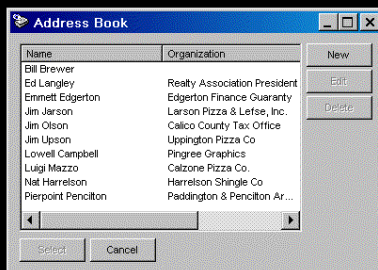 Address Book
Name Organization New
Bill Brewer
Ed Langley Realty Association President Edit
Emmett Edgerton Edgerton Finance Guaranty
Jim Jarson Larson Pizza & Lefse, Inc. Delete
Jim Olson Calico County Tax Office
Jim Upson Uppington Pizza Co
Lowell Campbell Pingree Graphics
Luigi Mazzo Calzone Pizza Co.
Nat Harrelson Harrelson Shingle Co
Pierpoint Pencilton Paddington & Pencilton Ar...
Select Cancel